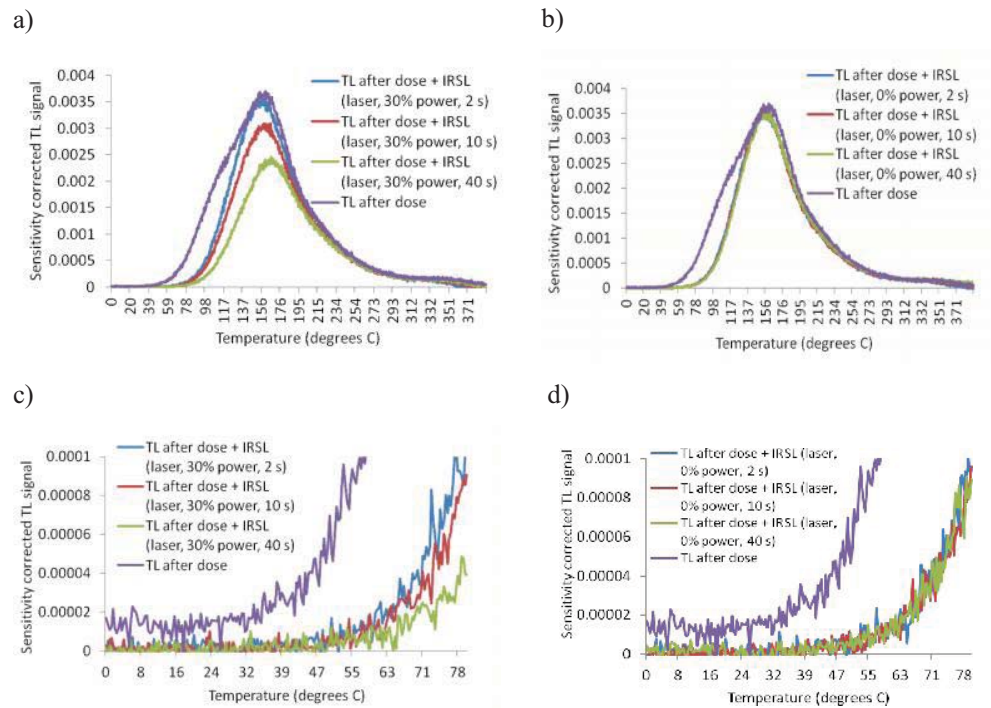 a)
Sensitivity corrected TL signal
0.004
0.0035
0.003
0.0025
0.002
0.0015
0.001
0.0005
0
TL after dose + IRSL
(laser, 30% power, 2 s)
TL after dose + IRSL
(laser, 30% power, 10 s)
TL after dose + IRSL
(laser, 30% power, 40 s)
TL after dose
0 20 39 59 78 98 117 137 156 176 195 215 234 254 273 293 312 332 351 371
Temperature (degrees C)
b)
Sensitivity corrected TL signal
0.004
0.0035
0.003
0.0025
0.002
0.0015
0.001
0.0005
0
TL after dose + IRSL
(laser, 0% power, 2 s)
TL after dose + IRSL
(laser, 0% power, 10 s)
TL after dose + IRSL
(laser, 0% power, 40 s)
TL after dose
0 20 39 59 78 98 117 137 156 176 195 215 234 254 273 293 312 332 351 371
Temperature (degrees C)
c)
Sensitivity corrected TL signal
0.0001
0.00008
0.00006
0.00004
0.00002
0
TL after dose + IRSL
(laser, 30% power, 2 s)
TL after dose + IRSL
(laser, 30% power, 10 s)
TL after dose + IRSL
(laser, 30% power, 40 s)
TL after dose
0 8 16 24 31 39 47 55 63 71 78
Temperature (degrees C)
d)
Sensitivity corrected TL signal
0.0001
0.00008
0.00006
0.00004
0.00002
0
TL after dose + IRSL (laser,
0% power, 2 s)
TL after dose + IRSL (laser,
0% power, 10 s)
TL after dose + IRSL (laser,
0% power, 40 s)
TL after dose
0 8 16 24 31 39 47 55 63 71 78
Temperature (degrees C)